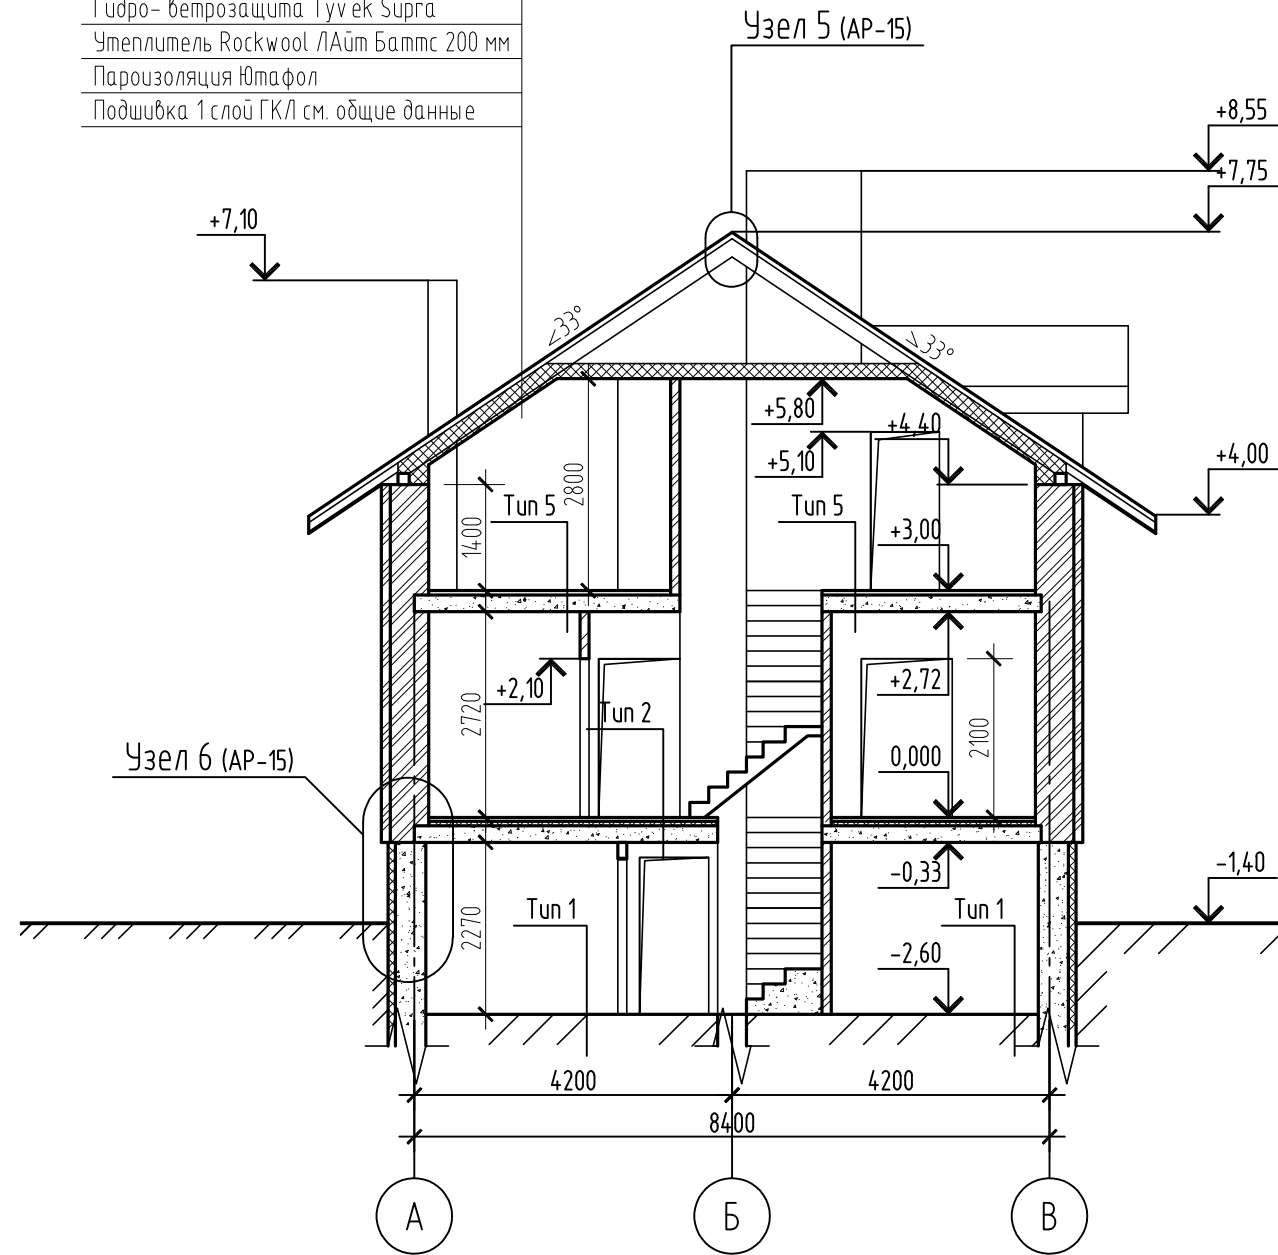 Гидро- ветрозащита Tyvek Supra
Утеплитель Rockwool ЛАйт Баттс 200 мм
Пароизоляция Ютафол
Подшивка 1 слой ГКЛ см. общие данные
Узел 5 (АР-15)
+8,55
+7,75
+7,10
<33°
<33°
+5,80
+4,40
+5,10
+4,00
2800
1400
Тип 5
Тип 5
+3,00
+2,10
+2,72
2720
Тип 2
2100
Узел 6 (АР-15)
0,000
-0,33
-1,40
2270
Тип 1
Тип 1
-2,60
4200
4200
8400
А
Б
В